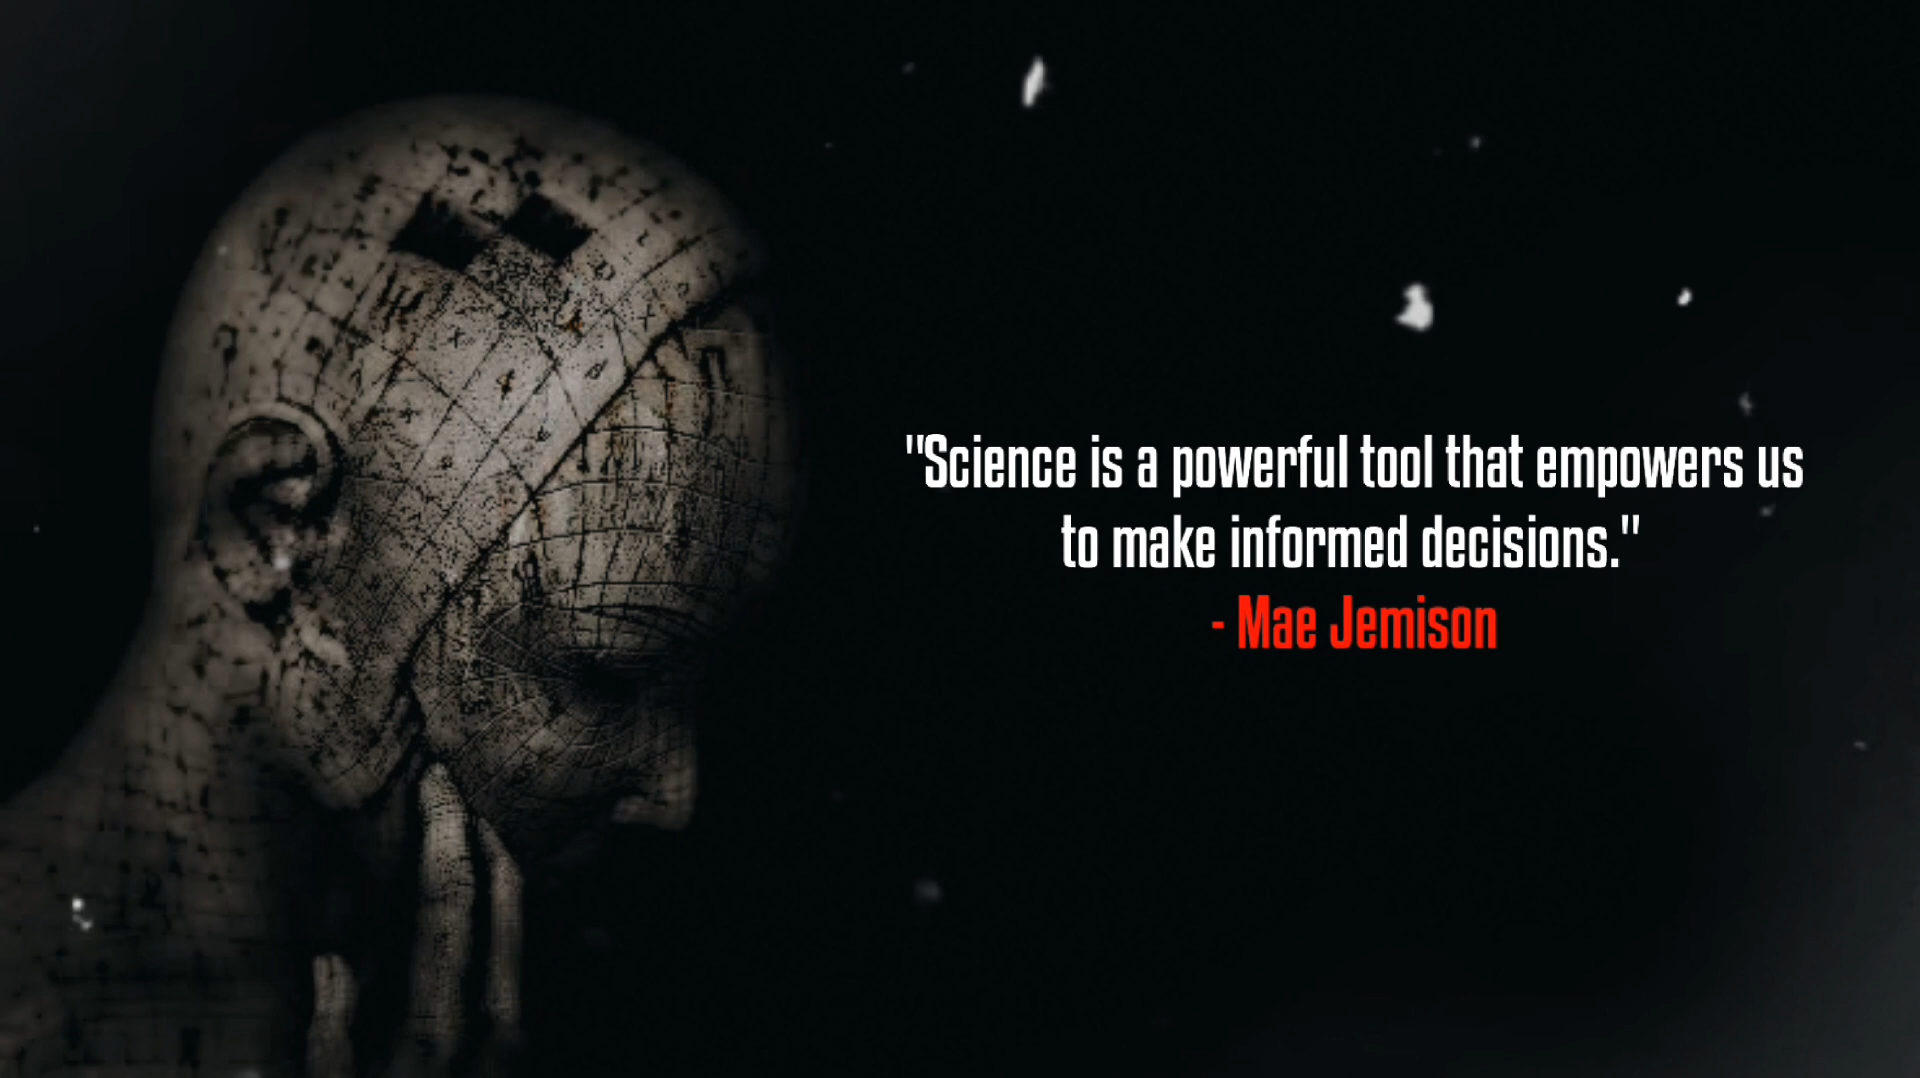 "Science is a powerful tool that empowers us
to make informed decisions."
- Mae Jemison